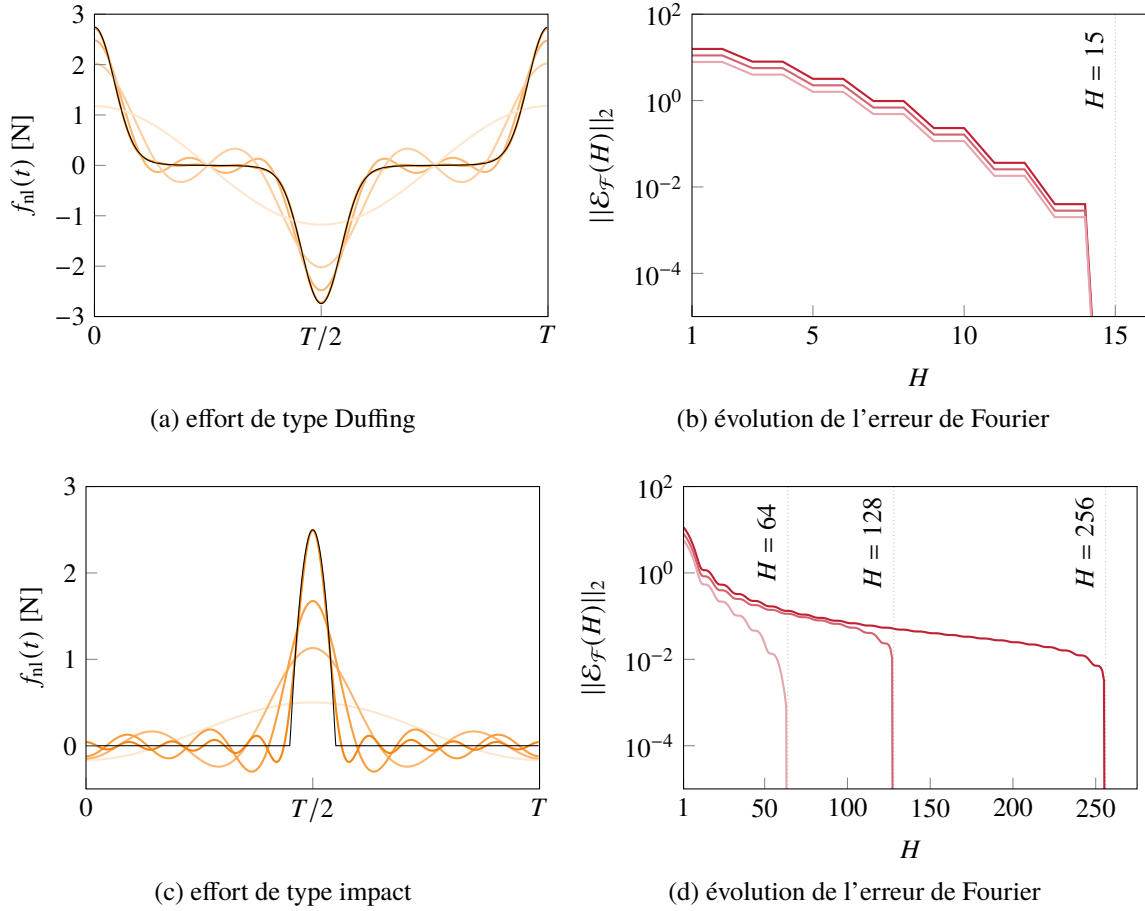 3
2
1
0
−1
−2
−3
f_nl(t) [N]
0
T/2
T
(a) effort de type Duffing
10^2
10^0
10^−2
10^−4
||ℰ_ℱ(H)||_2
H = 15
1
5
10
15
H
(b) évolution de l'erreur de Fourier
3
2
1
0
f_nl(t) [N]
0
T/2
T
(c) effort de type impact
10^2
10^0
10^−2
10^−4
||ℰ_ℱ(H)||_2
H = 64
H = 128
H = 256
1
50
100
150
200
250
H
(d) évolution de l'erreur de Fourier